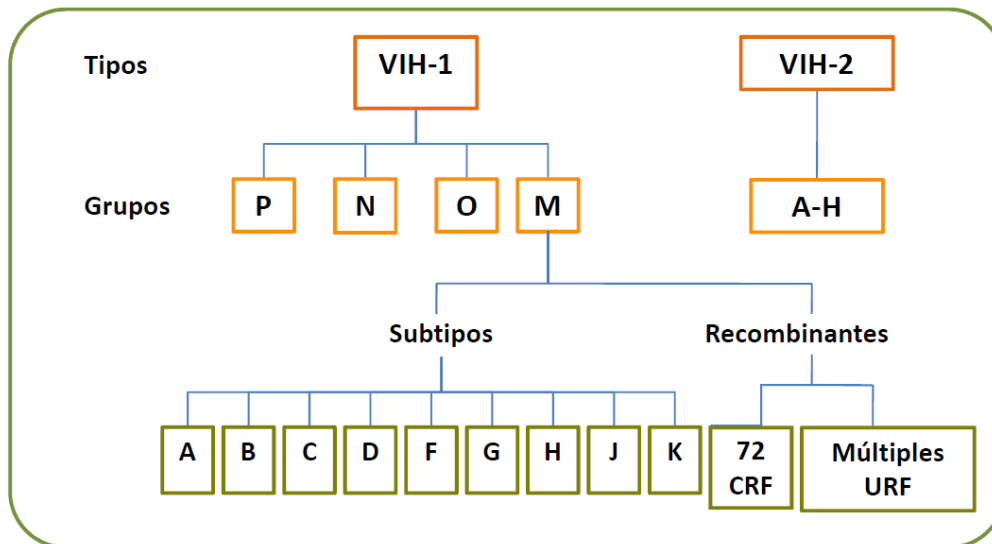 Tipos VIH-1 VIH-2
Grupos P N O M A-H
Subtipos Recombinantes
A B C D F G H J K 72 Múltiples
CRF URF